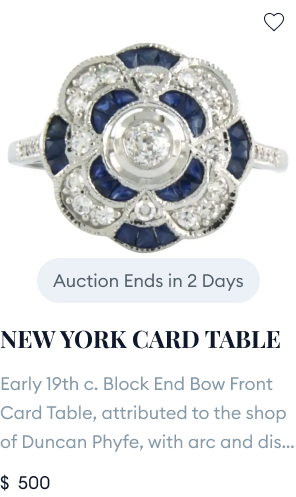 Auction Ends in 2 Days
NEW YORK CARD TABLE
Early 19th c. Block End Bow Front
Card Table, attributed to the shop
of Duncan Phyfe, with arc and dis...
$ 500